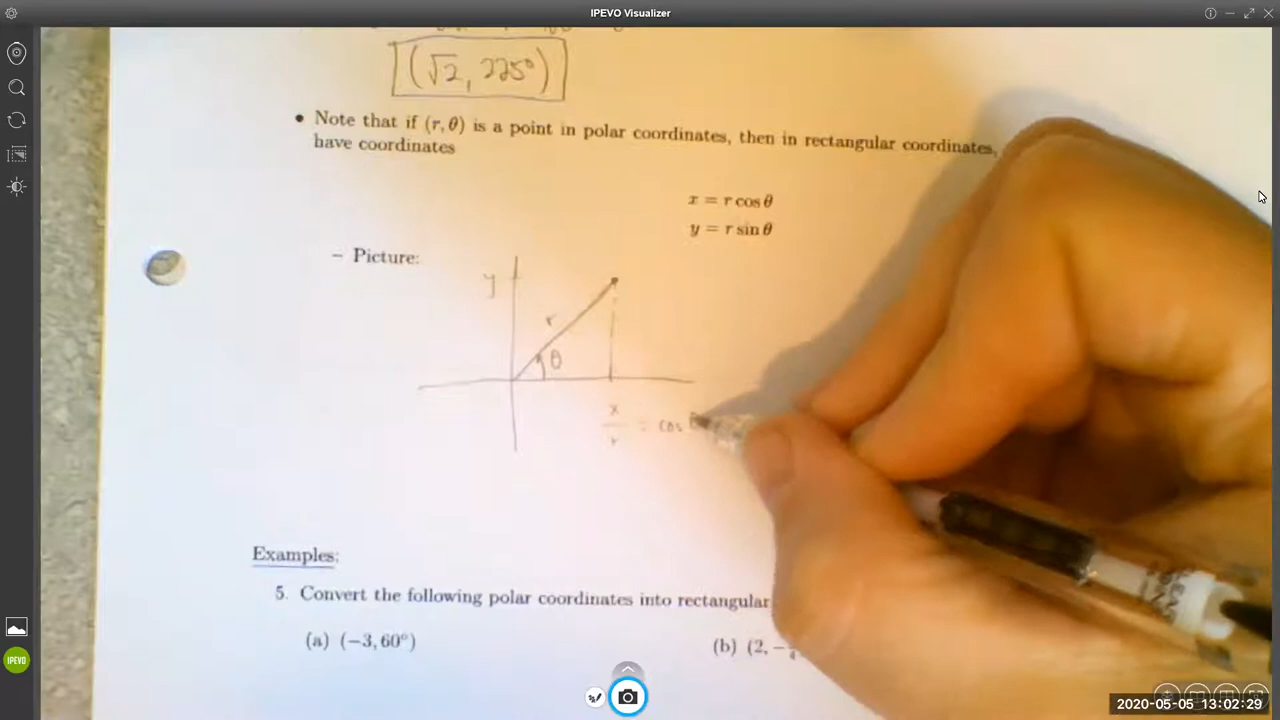 IPEVO Visualizer
(√2, 225°)
• Note that if (r, θ) is a point in polar coordinates, then in rectangular coordinates,
have coordinates
x = r cos θ
y = r sin θ
– Picture:
y
r
θ
x
r
= cos
Examples:
5. Convert the following polar coordinates into rectangular
(a) (−3, 60°)
(b) (2, −
IPEVO
2020-05-05 13:02:29